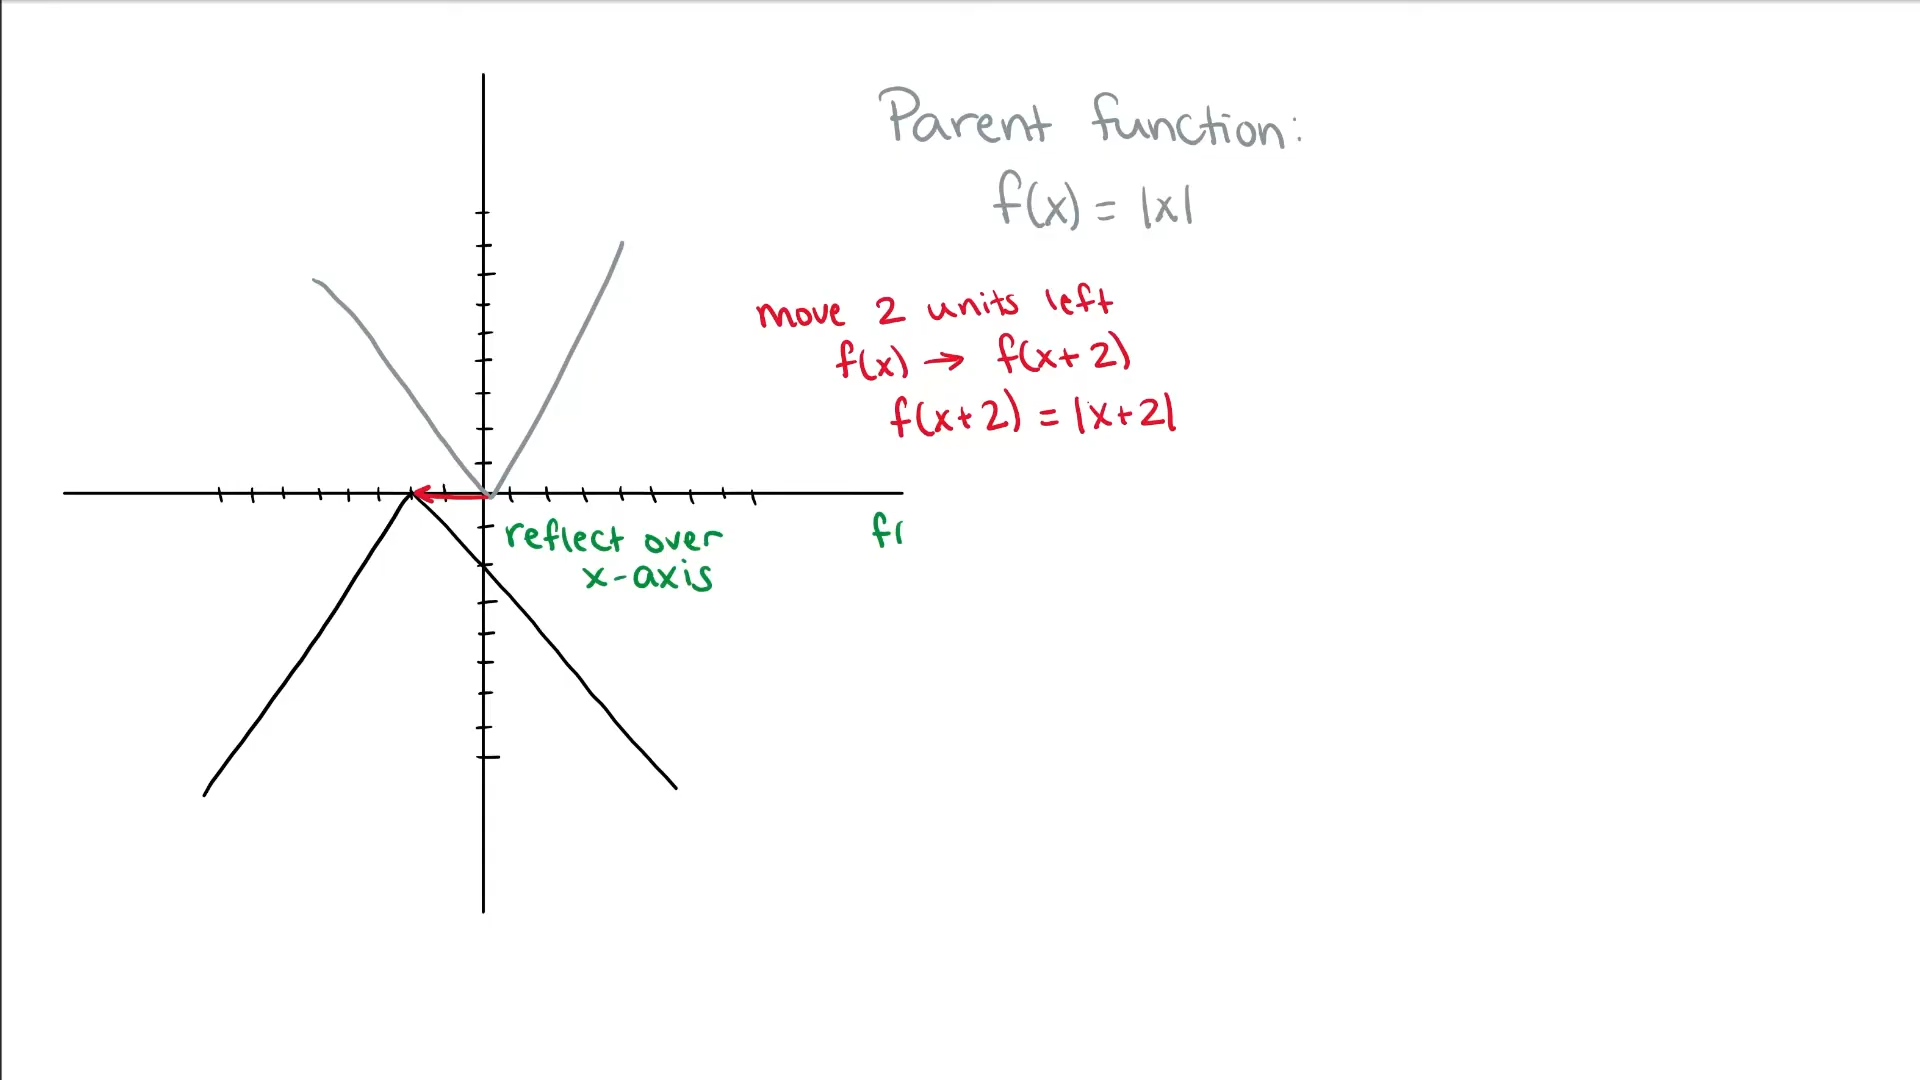 Parent function:
f(x) = |x|
move 2 units left
f(x) → f(x+2)
f(x+2) = |x+2|
reflect over
x-axis
f(